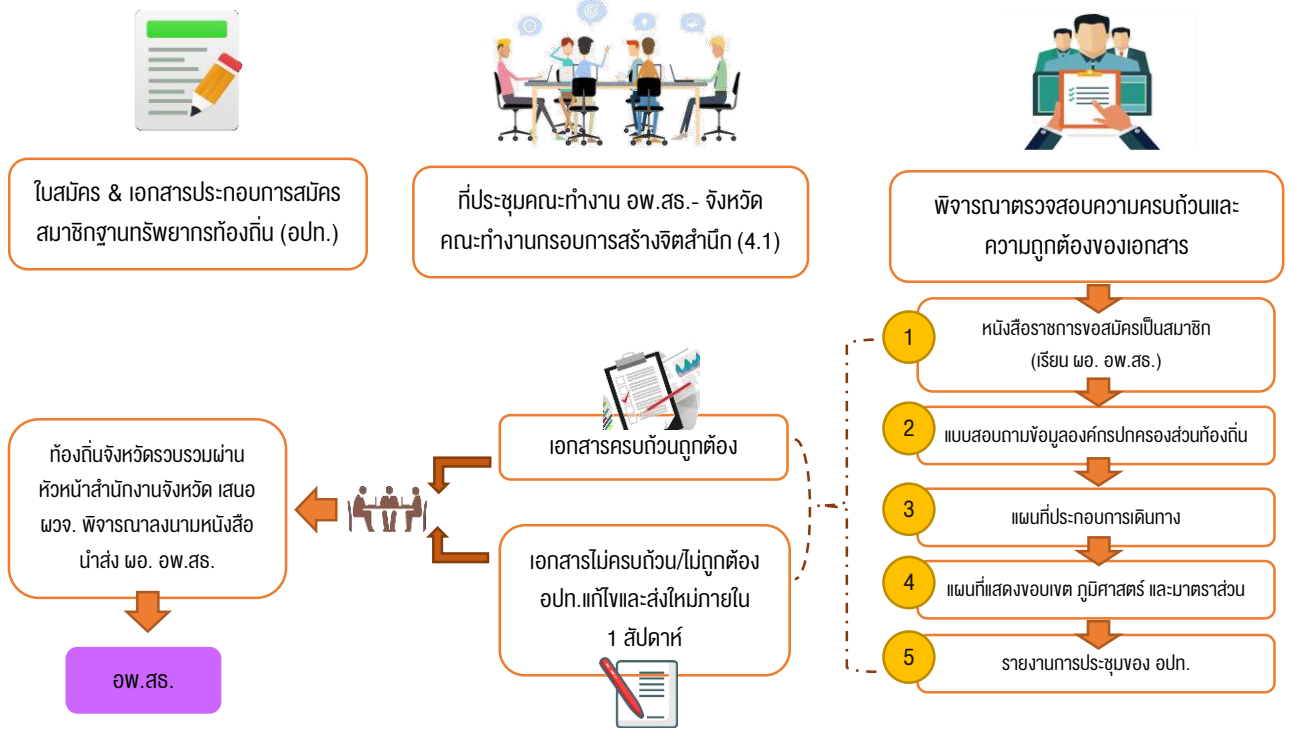 ใบสมัคร & เอกสารประกอบการสมัคร
สมาชิกฐานทรัพยากรท้องถิ่น (อปท.)
ที่ประชุมคณะทำงาน อพ.สธ.- จังหวัด
คณะทำงานกรอบการสร้างจิตสำนึก (4.1)
พิจารณาตรวจสอบความครบถ้วนและ
ความถูกต้องของเอกสาร
1
หนังสือราชการขอสมัครเป็นสมาชิก
(เรียน ผอ. อพ.สธ.)
2
แบบสอบถามข้อมูลองค์กรปกครองส่วนท้องถิ่น
3
แผนที่ประกอบการเดินทาง
4
แผนที่แสดงขอบเขต ภูมิศาสตร์ และมาตราส่วน
5
รายงานการประชุมของ อปท.
เอกสารครบถ้วนถูกต้อง
เอกสารไม่ครบถ้วน/ไม่ถูกต้อง
อปท.แก้ไขและส่งใหม่ภายใน
1 สัปดาห์
ท้องถิ่นจังหวัดรวบรวมผ่าน
หัวหน้าสำนักงานจังหวัด เสนอ
ผวจ. พิจารณาลงนามหนังสือ
นำส่ง ผอ. อพ.สธ.
อพ.สธ.